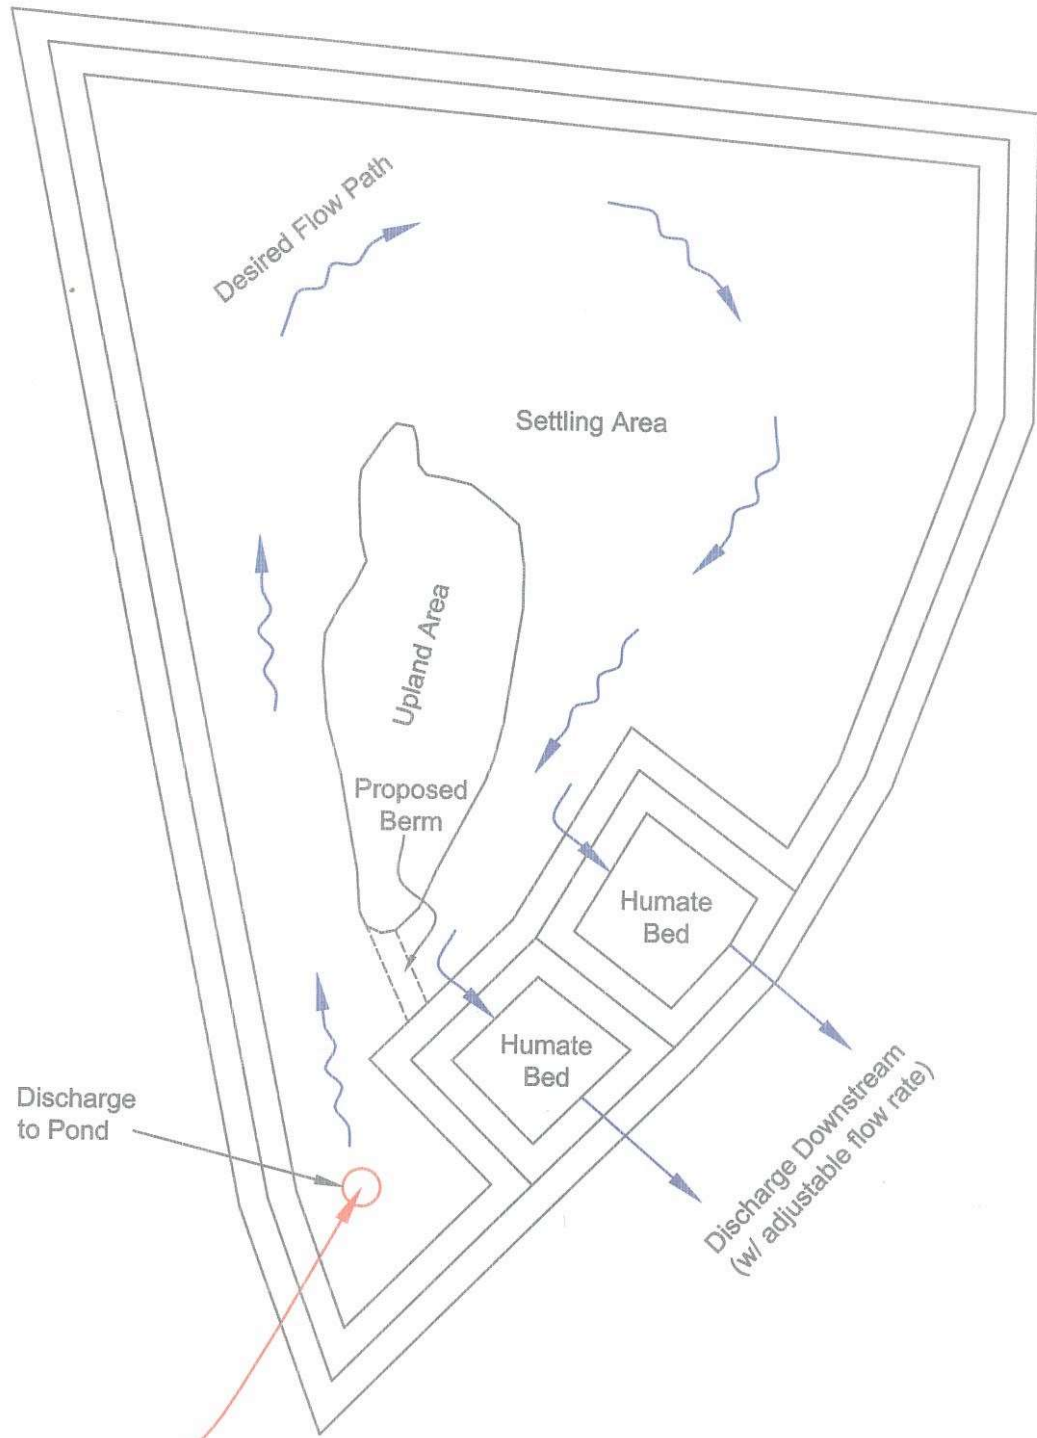 Desired Flow Path
Settling Area
Upland Area
Proposed
Berm
Humate
Bed
Humate
Bed
Discharge
to Pond
Discharge Downstream
(w/ adjustable flow rate)